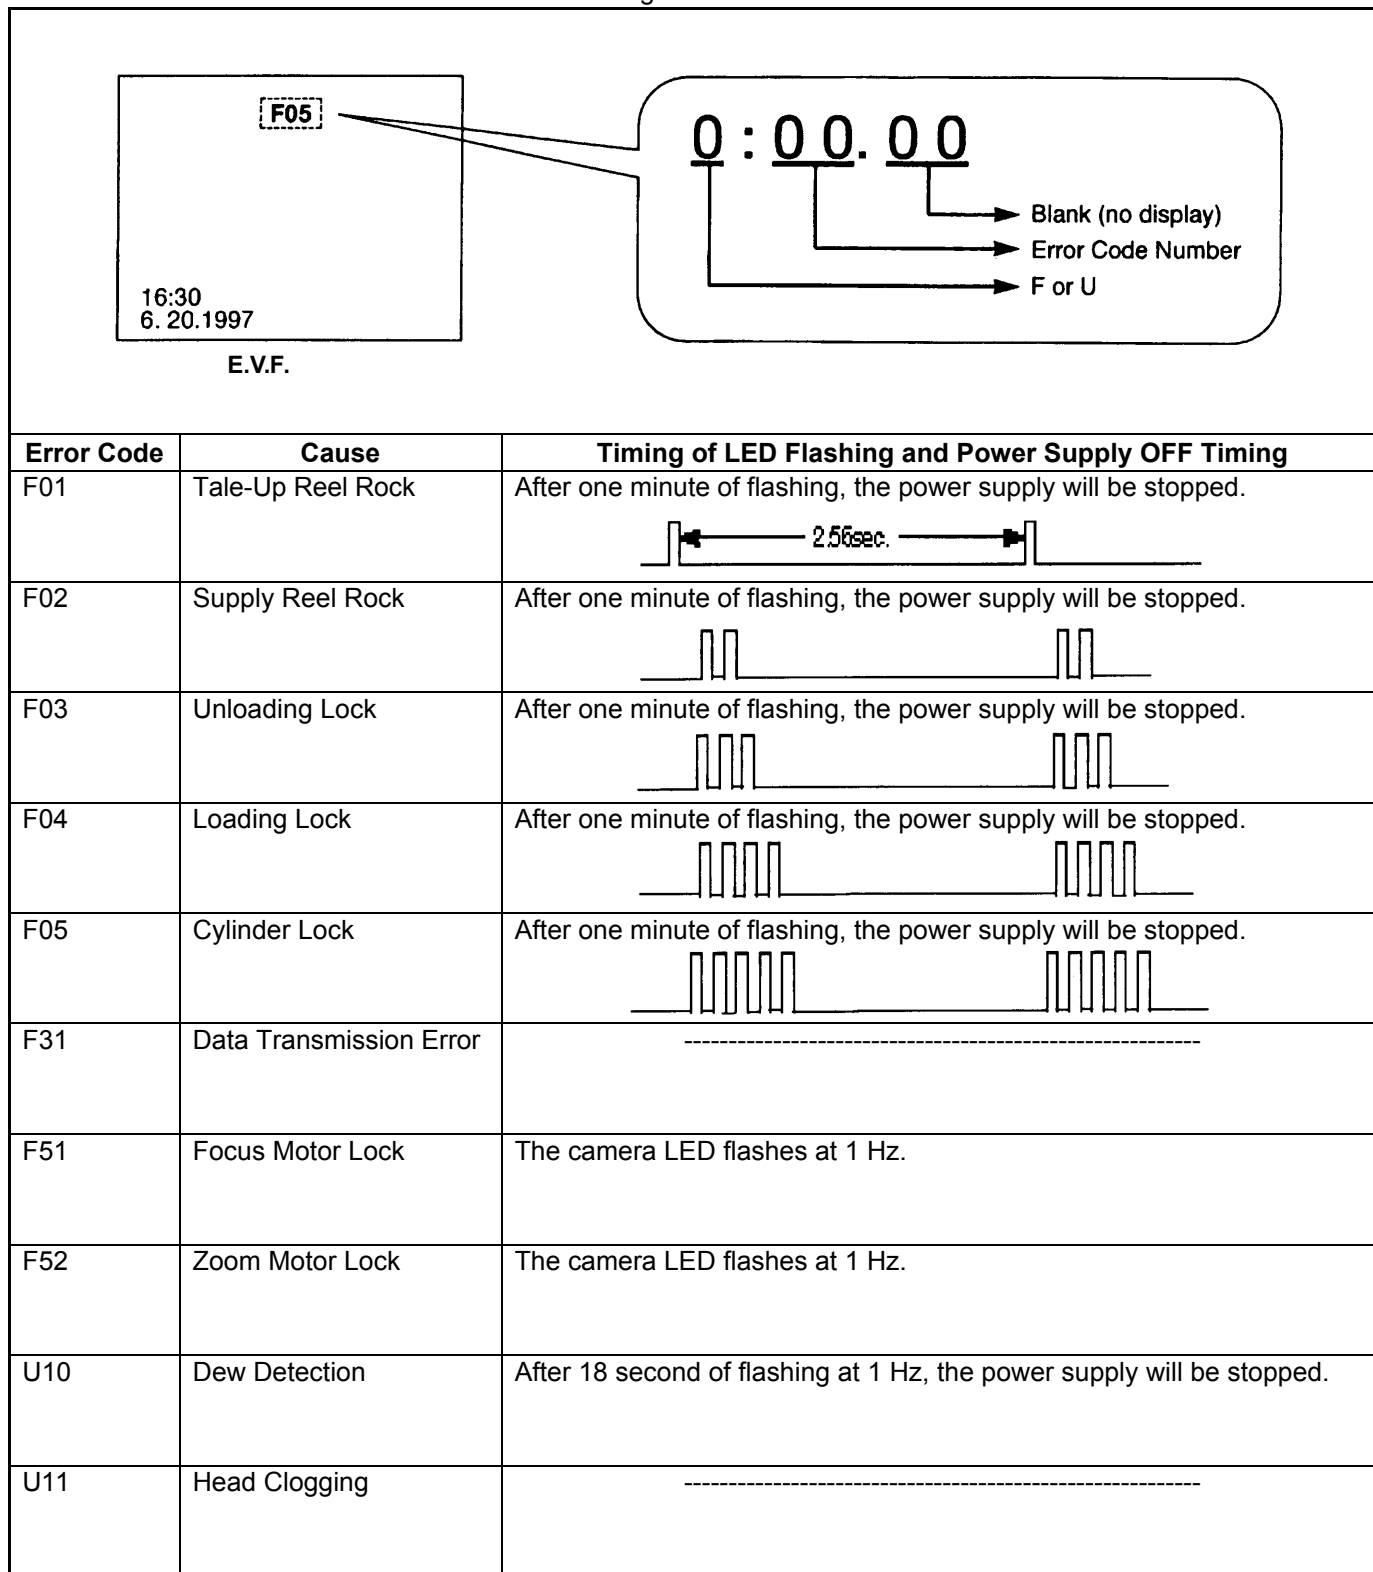 F05
0:00.00
Blank (no display)
Error Code Number
F or U
16:30
6. 20.1997
E.V.F.
Error Code Cause Timing of LED Flashing and Power Supply OFF Timing
F01 Tale-Up Reel Rock After one minute of flashing, the power supply will be stopped.
2.56sec.
F02 Supply Reel Rock After one minute of flashing, the power supply will be stopped.
F03 Unloading Lock After one minute of flashing, the power supply will be stopped.
F04 Loading Lock After one minute of flashing, the power supply will be stopped.
F05 Cylinder Lock After one minute of flashing, the power supply will be stopped.
F31 Data Transmission Error ----------------------------------------------------------
F51 Focus Motor Lock The camera LED flashes at 1 Hz.
F52 Zoom Motor Lock The camera LED flashes at 1 Hz.
U10 Dew Detection After 18 second of flashing at 1 Hz, the power supply will be stopped.
U11 Head Clogging ----------------------------------------------------------